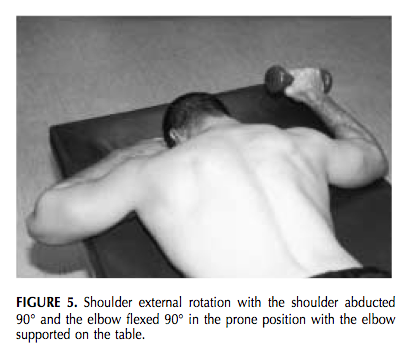 FIGURE 5. Shoulder external rotation with the shoulder abducted
90° and the elbow flexed 90° in the prone position with the elbow
supported on the table.